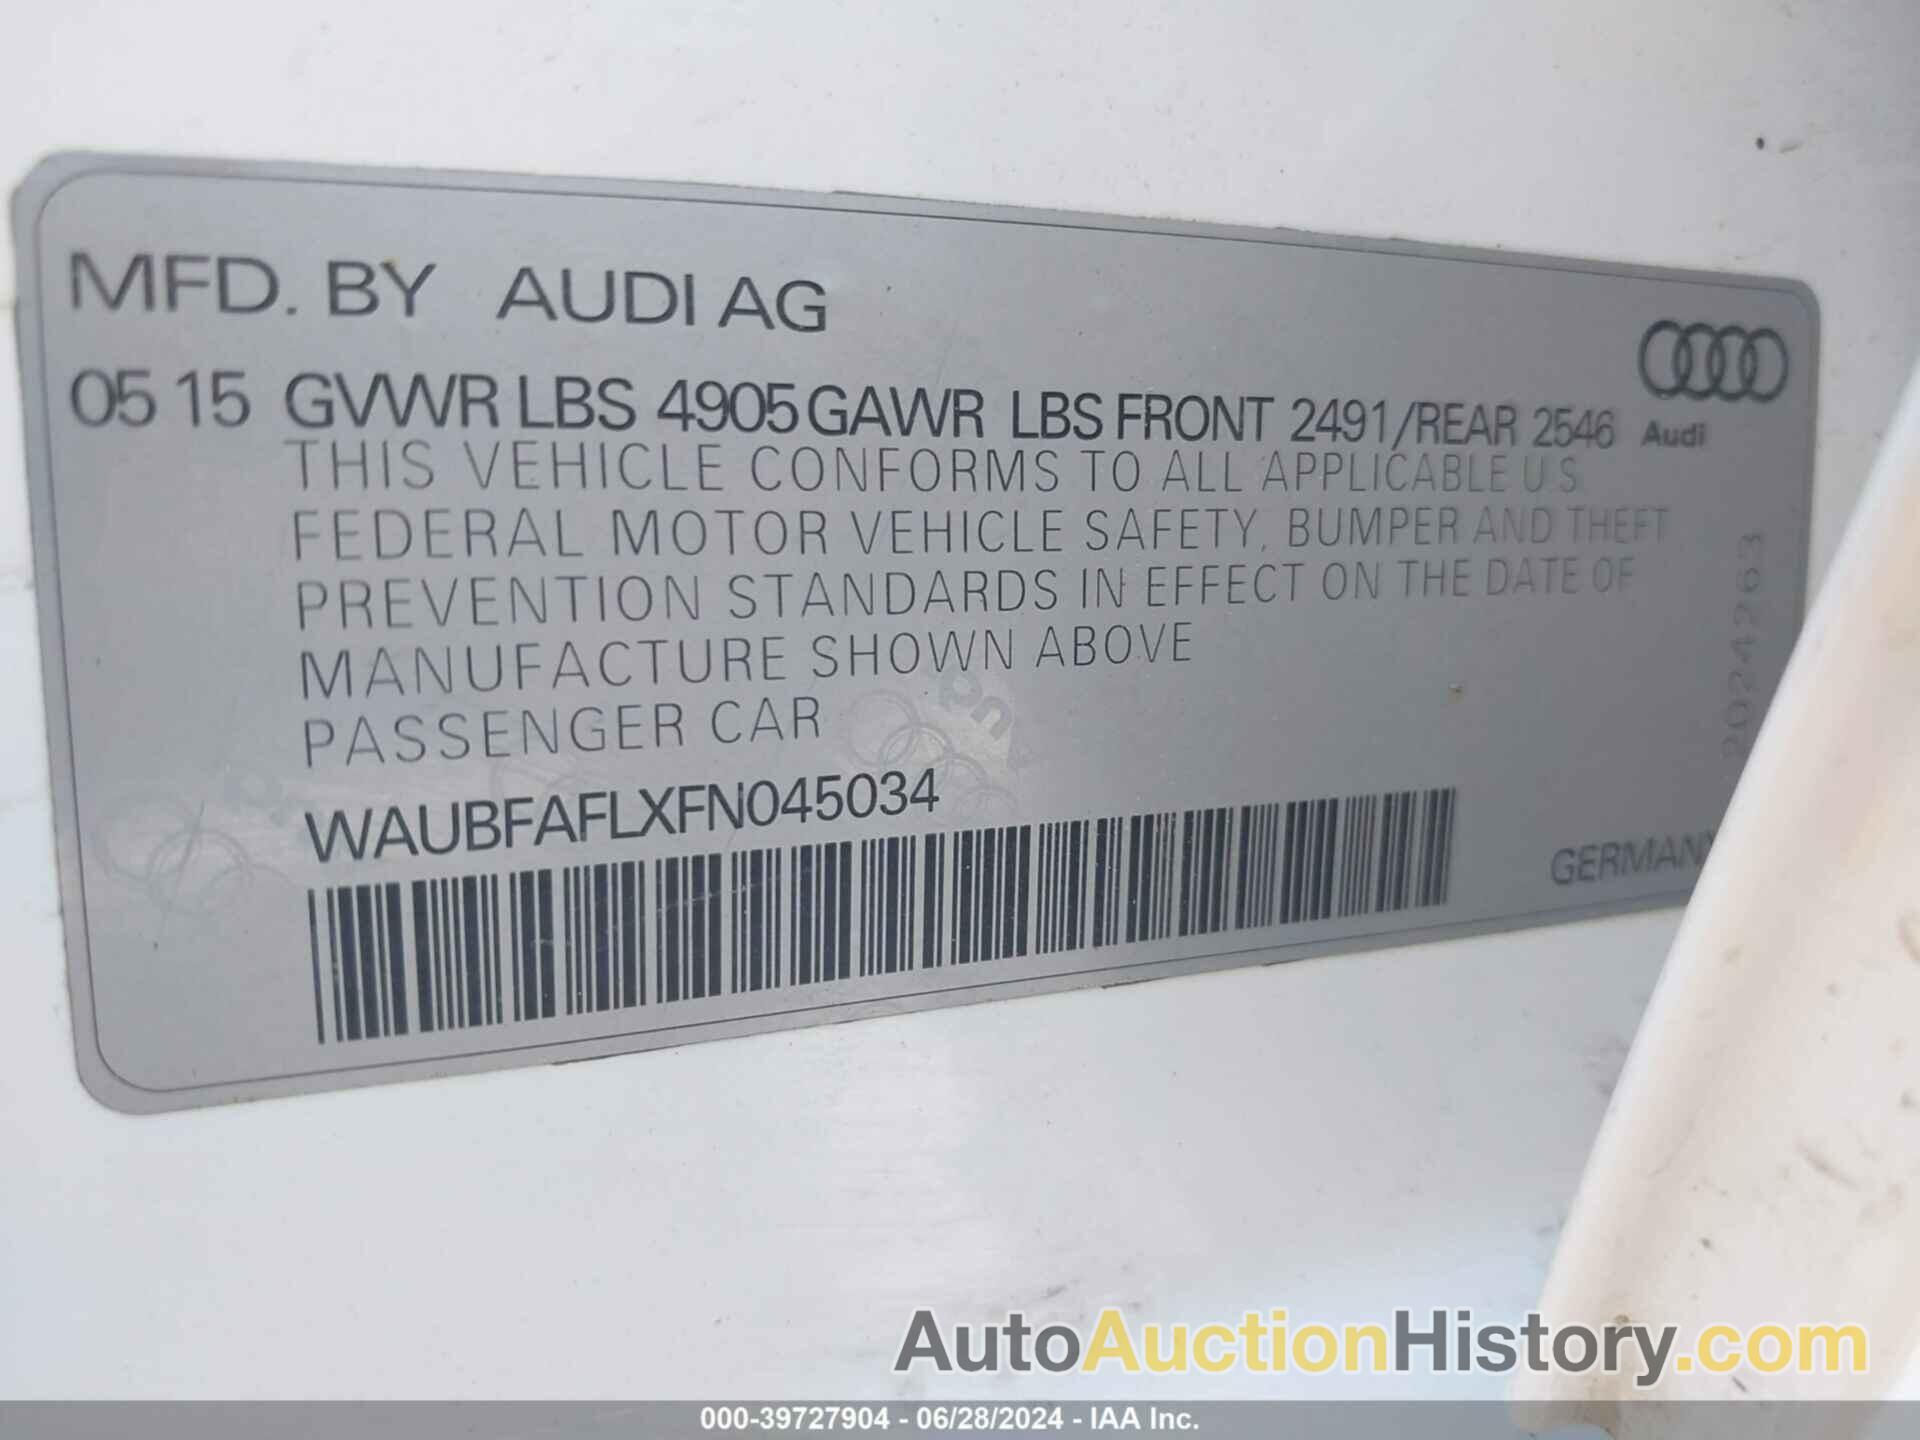 MFD. BY AUDI AG
05 15 GVWR LBS 4905 GAWR LBS FRONT 2491/REAR 2546
Audi
THIS VEHICLE CONFORMS TO ALL APPLICABLE U.S.
FEDERAL MOTOR VEHICLE SAFETY, BUMPER AND THEFT
PREVENTION STANDARDS IN EFFECT ON THE DATE OF
MANUFACTURE SHOWN ABOVE
PASSENGER CAR
WAUBFAFLXFN045034
GERMANY
AutoAuctionHistory.com
000-39727904 - 06/28/2024 - IAA Inc.